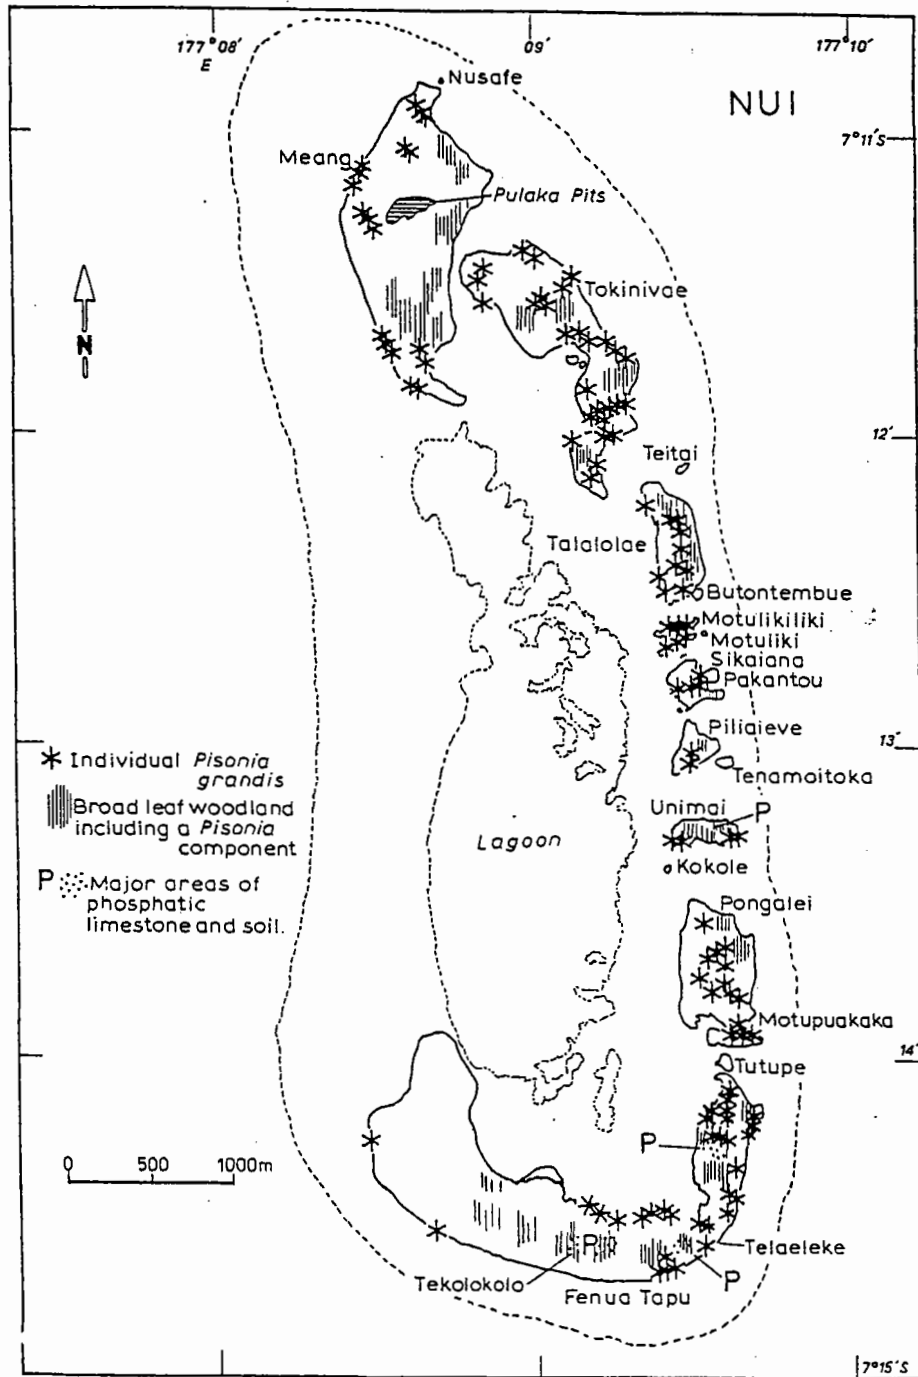 177°08' 09' 177°10'
E
Nusafe
NUI
7°11'S
Meang
Pulaka Pits
Tokinivae
N
12'
Teitai
Talalolae
Butontembue
Motulikiliki
Motuliki
Sikaiana
Pakantou
Piliaieve
13'
Individual Pisonia
grandis
Tenamoitoka
Broad leaf woodland
including a Pisonia
component
Unimai P
Lagoon
Kokole
P Major areas of
phosphatic
limestone and soil.
Pongalei
Motupuakaka
14'
Tutupe
P
0 500 1000m
P
Telaeleke
Tekolokolo
P
Fenua Tapu
7°15'S